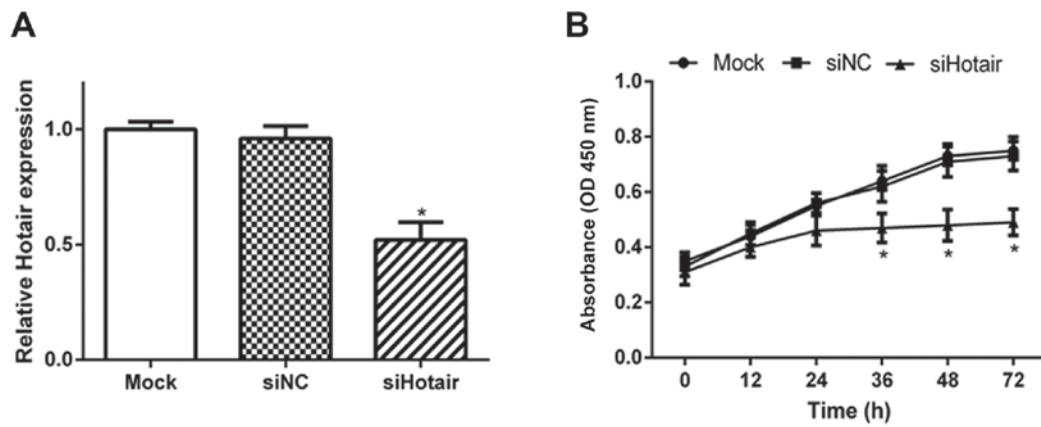 A
Relative Hotair expression
1.0
0.5
0.0
*
Mock siNC siHotair
B
Mock siNC siHotair
Absorbance (OD 450 nm)
1.0
0.8
0.6
0.4
0.2
0.0
* * *
0 12 24 36 48 72
Time (h)